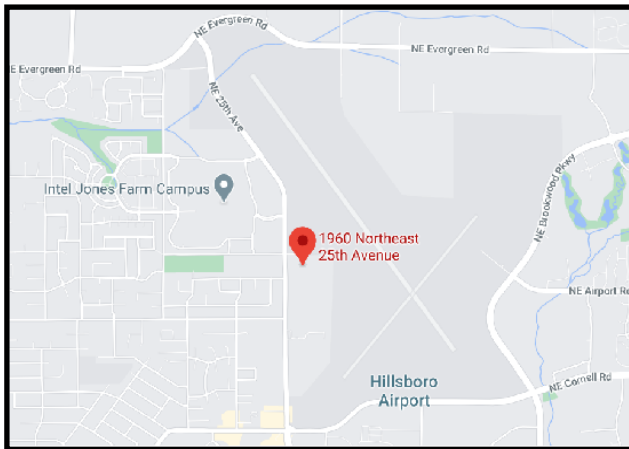 NE Evergreen Rd
NE Evergreen Rd
NE Evergreen Rd
NE 25th Ave
Intel Jones Farm Campus
NE Brookwood Pkwy
1960 Northeast
25th Avenue
NE Airport Rd
Hillsboro
Airport
NE Cornell Rd